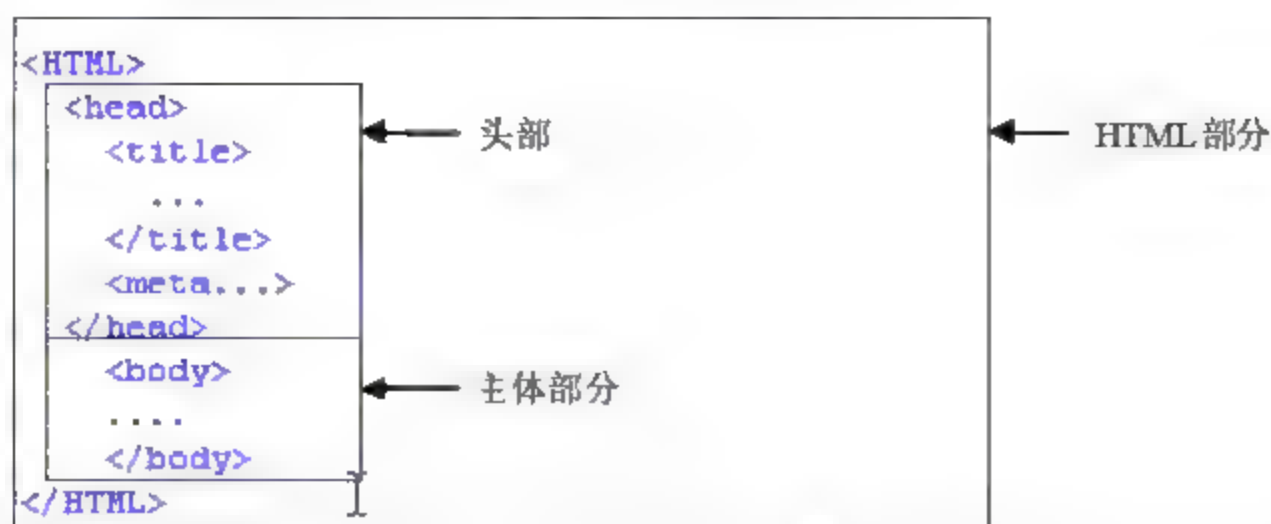 <HTML>
<head>
头部
HTML 部分
<title>
...
</title>
<meta...>
</head>
<body>
主体部分
....
</body>
</HTML>